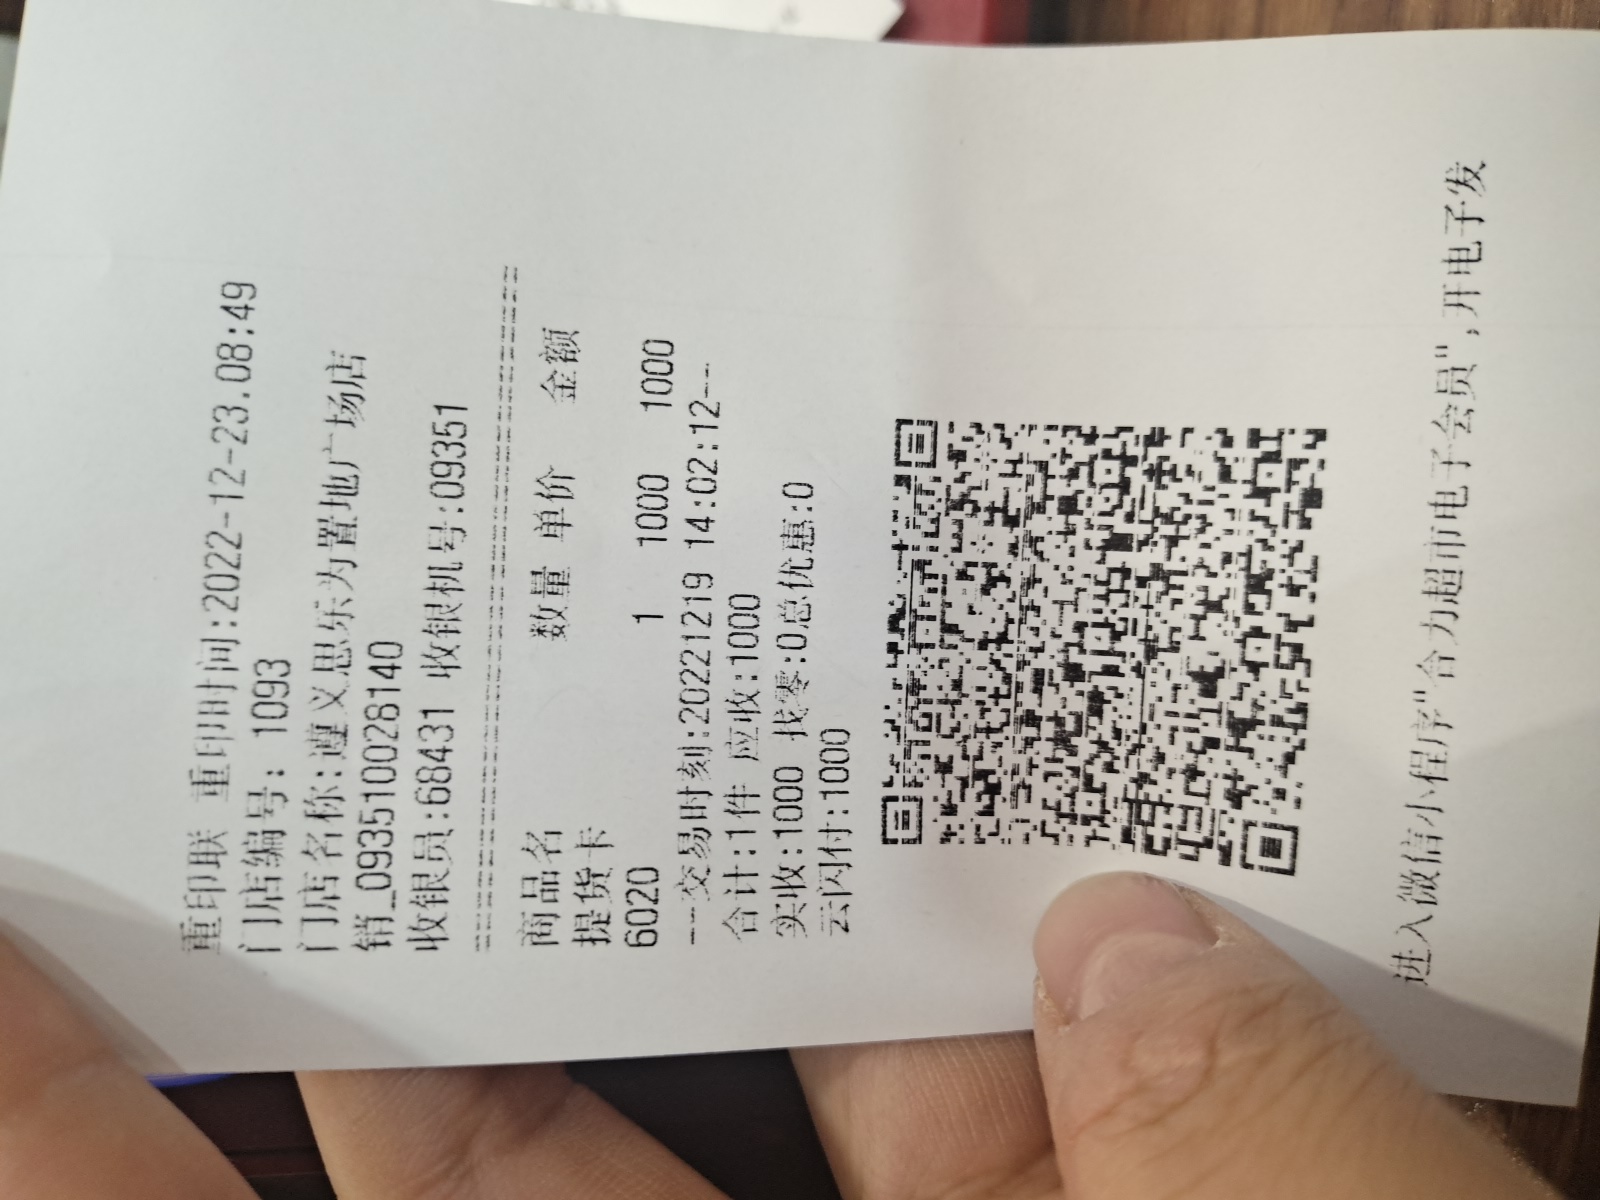 重印联 重印时间:2022-12-23.08:49
门店编号: 1093
门店名称:遵义思乐为置地广场店
销_0935100028140
收银员:68431 收银机号:09351
商品名 数量 单价 金额
提货卡
6020 1 1000 1000
--交易时刻:20221219 14:02:12--
合计:1件 应收:1000
实收:1000 找零:0总优惠:0
云闪付:1000
进入微信小程序"合力超市电子会员",开电子发